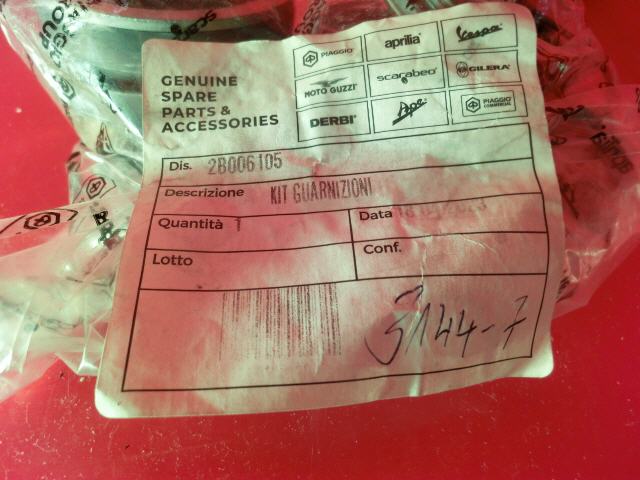 PIAGGIO aprilia Vespa
MOTO GUZZI scarabeo GILERA
DERBI Ape PIAGGIO COMMERCIAL
GENUINE
SPARE
PARTS &
ACCESSORIES
Dis. 2B006105
Descrizione KIT GUARNIZIONI
Quantità 1 Data
Lotto Conf.
3144-7